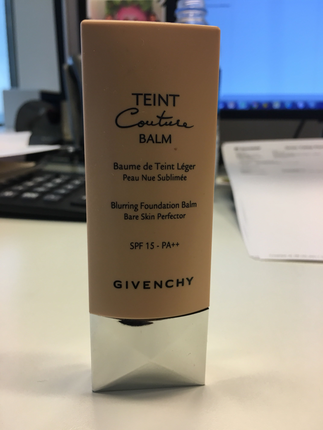 TEINT
Couture
BALM
Baume de Teint Léger
Peau Nue Sublimée
Blurring Foundation Balm
Bare Skin Perfector
SPF 15 - PA++
GIVENCHY